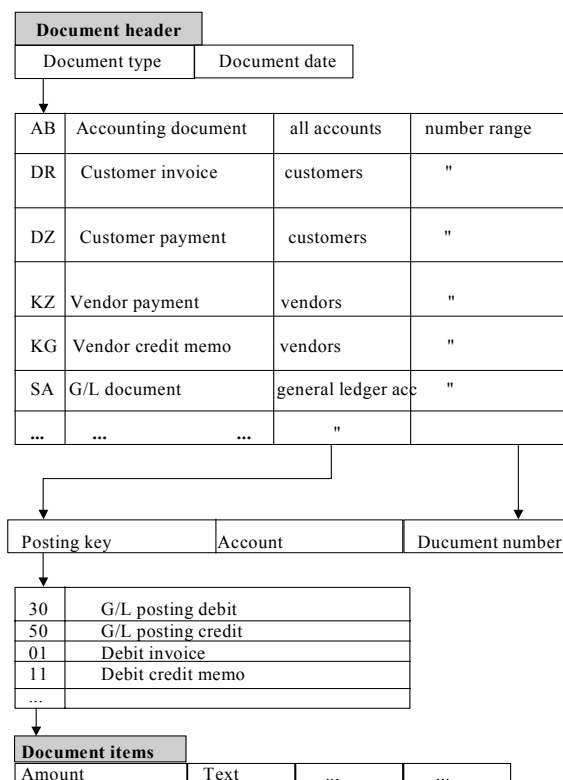 Document header
Document type Document date
AB Accounting document all accounts number range
DR Customer invoice customers "
DZ Customer payment customers "
KZ Vendor payment vendors "
KG Vendor credit memo vendors "
SA G/L document general ledger acc "
... ... ... "
Posting key Account Ducument number
30 G/L posting debit
50 G/L posting credit
01 Debit invoice
11 Debit credit memo
...
Document items
Amount Text ... ...